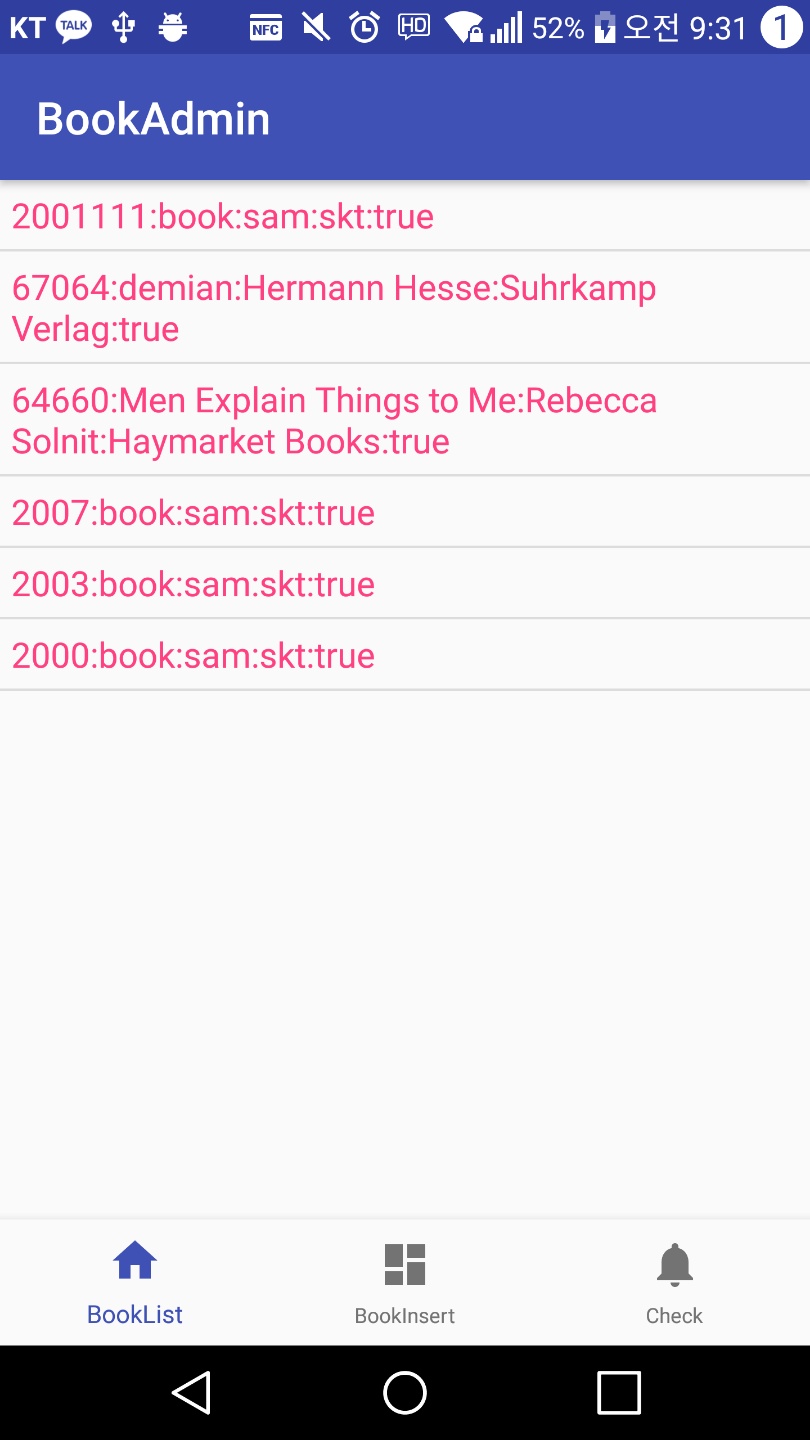 KT TALK NFC HD 52% 오전 9:31 1
BookAdmin
2001111:book:sam:skt:true
67064:demian:Hermann Hesse:Suhrkamp
Verlag:true
64660:Men Explain Things to Me:Rebecca
Solnit:Haymarket Books:true
2007:book:sam:skt:true
2003:book:sam:skt:true
2000:book:sam:skt:true
BookList BookInsert Check